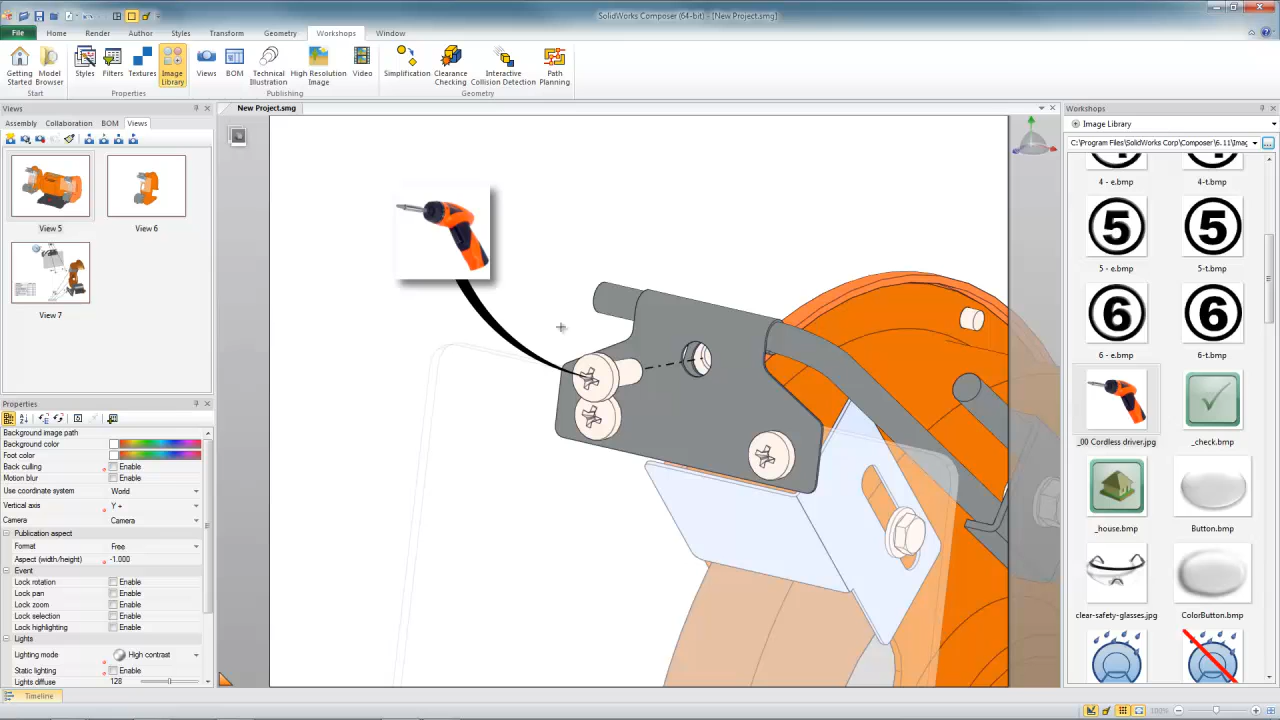 SolidWorks Composer (64-bit) - [New Project.smg]
File Home Render Author Styles Transform Geometry Workshops Window
Getting Started
Model Browser
Styles
Filters
Textures
Image Library
Views
BOM
Technical Illustration
High Resolution Image
Video
Simplification
Clearance Checking
Interactive Collision Detection
Path Planning
Start
Properties
Publishing
Geometry
Views
Assembly Collaboration BOM Views
View 5
View 6
View 7
Properties
Background image path
Background color
Foot color
Back culling Enable
Motion blur Enable
Use coordinate system World
Vertical axis Y +
Camera Camera
Publication aspect
Format Free
Aspect (width/height) -1.000
Event
Lock rotation Enable
Lock pan Enable
Lock zoom Enable
Lock selection Enable
Lock highlighting Enable
Lights
Lighting mode High contrast
Static lighting Enable
Lights diffuse 128
Timeline
New Project.smg
Workshops
Image Library
C:\Program Files\SolidWorks Corp\Composer\6.11\Imag
4 - e.bmp
4-t.bmp
5
5
5 - e.bmp
5-t.bmp
6
6
6 - e.bmp
6-t.bmp
_00 Cordless driver.jpg
_check.bmp
_house.bmp
Button.bmp
clear-safety-glasses.jpg
ColorButton.bmp
100%